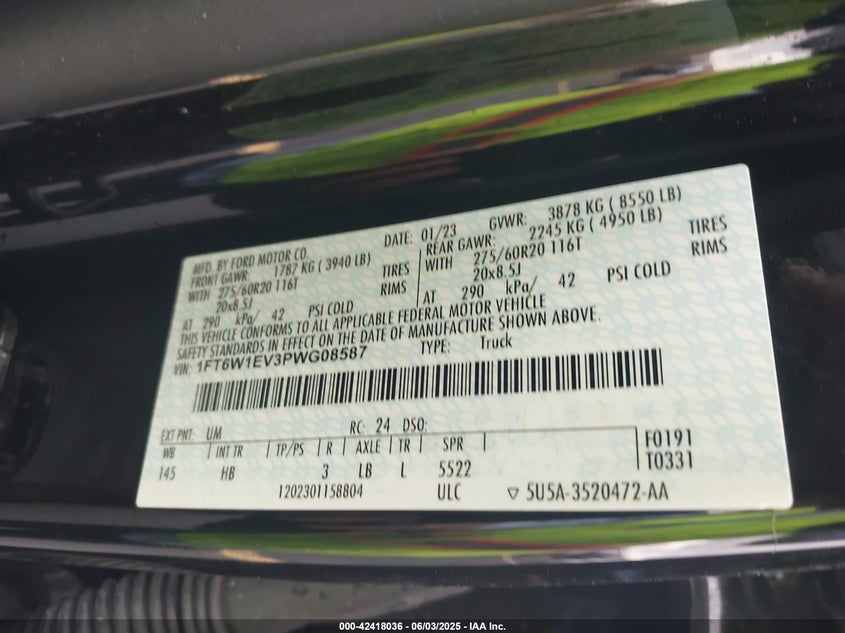 MFD. BY FORD MOTOR CO.
DATE: 01/23 GVWR: 3878 KG ( 8550 LB)
FRONT GAWR: 1787 KG ( 3940 LB)
REAR GAWR: 2245 KG ( 4950 LB)
WITH 275/60R20 116T TIRES
20x8.5J RIMS
WITH 275/60R20 116T TIRES
20x8.5J RIMS
AT 290 kPa/ 42 PSI COLD
AT 290 kPa/ 42 PSI COLD
THIS VEHICLE CONFORMS TO ALL APPLICABLE FEDERAL MOTOR VEHICLE
SAFETY STANDARDS IN EFFECT ON THE DATE OF MANUFACTURE SHOWN ABOVE.
VIN: 1FT6W1EV3PWG08587 TYPE: Truck
EXT PNT: UM RC: 24 DSO:
WB INT TR TP/PS R AXLE TR SPR F0191
145 HB 3 LB L 5522 T0331
1202301158804 ULC ▽ 5U5A-3520472-AA
000-42418036 - 06/03/2025 - IAA Inc.